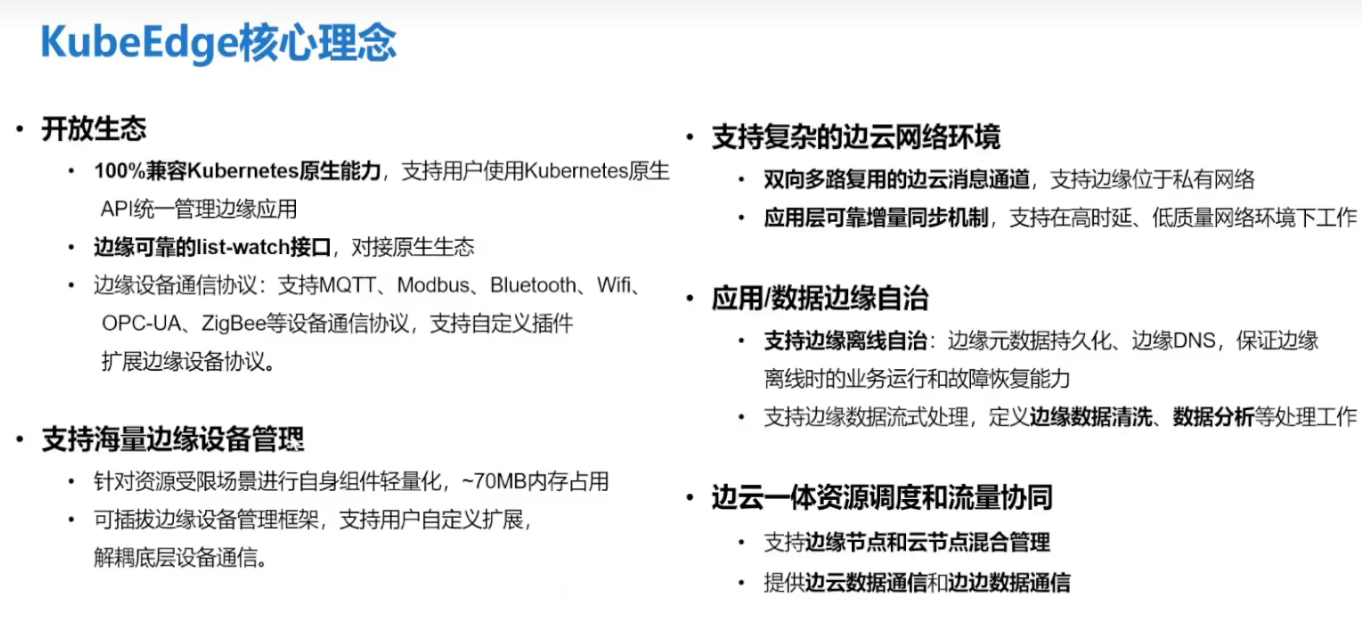 KubeEdge核心理念
• 开放生态
• 100%兼容Kubernetes原生能力，支持用户使用Kubernetes原生
API统一管理边缘应用
• 边缘可靠的list-watch接口，对接原生生态
• 边缘设备通信协议：支持MQTT、Modbus、Bluetooth、Wifi、
OPC-UA、ZigBee等设备通信协议，支持自定义插件
扩展边缘设备协议。
• 支持海量边缘设备管理
• 针对资源受限场景进行自身组件轻量化，~70MB内存占用
• 可插拔边缘设备管理框架，支持用户自定义扩展，
解耦底层设备通信。
• 支持复杂的边云网络环境
• 双向多路复用的边云消息通道，支持边缘位于私有网络
• 应用层可靠增量同步机制，支持在高时延、低质量网络环境下工作
• 应用/数据边缘自治
• 支持边缘离线自治：边缘元数据持久化、边缘DNS，保证边缘
离线时的业务运行和故障恢复能力
• 支持边缘数据流式处理，定义边缘数据清洗、数据分析等处理工作
• 边云一体资源调度和流量协同
• 支持边缘节点和云节点混合管理
• 提供边云数据通信和边边数据通信